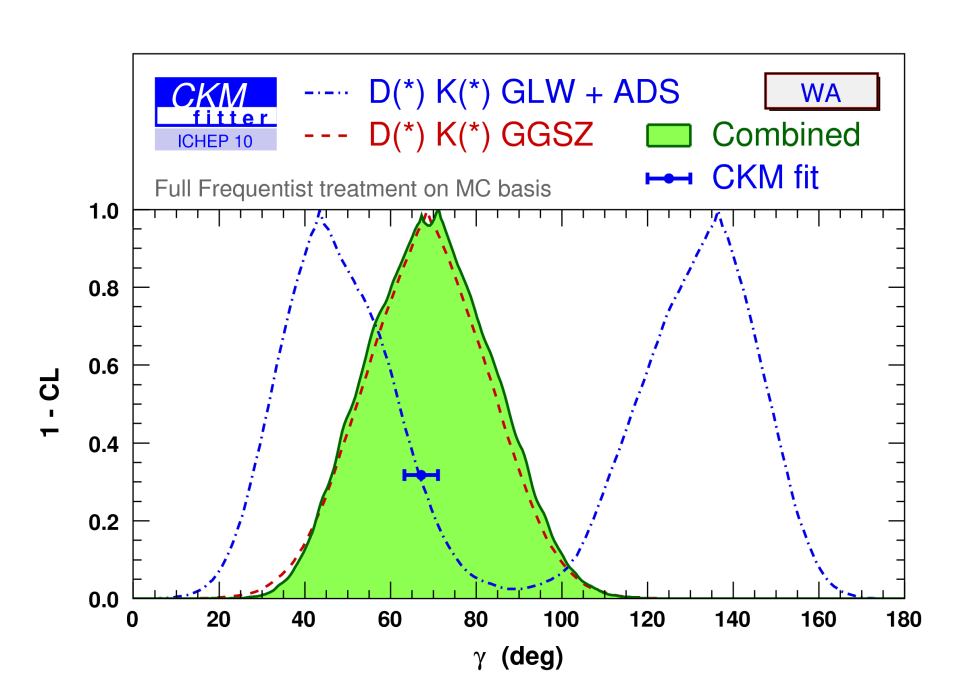 CKM
fitter
ICHEP 10
D(*) K(*) GLW + ADS
WA
D(*) K(*) GGSZ
Combined
CKM fit
Full Frequentist treatment on MC basis
1.0
0.8
0.6
0.4
0.2
0.0
1 - CL
0 20 40 60 80 100 120 140 160 180
γ (deg)